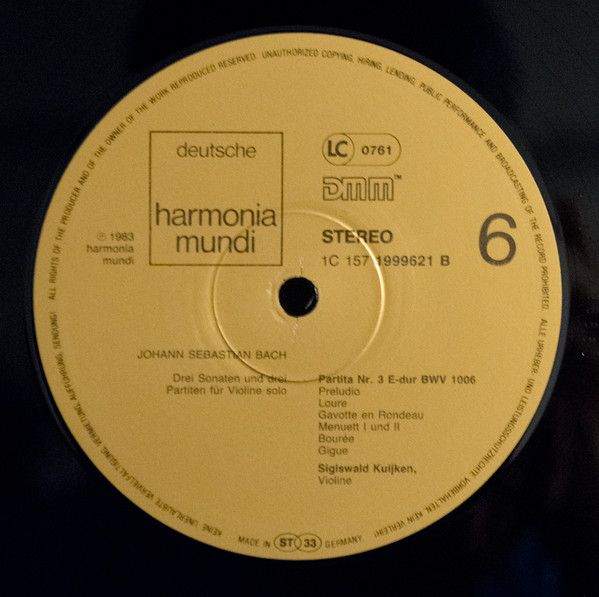 deutsche
harmonia
mundi
℗ 1983
harmonia
mundi
LC 0761
DMM™
STEREO
1C 157 1999621 B
6
JOHANN SEBASTIAN BACH
Drei Sonaten und drei
Partiten für Violine solo
Partita Nr. 3 E-dur BWV 1006
Preludio
Loure
Gavotte en Rondeau
Menuett I und II
Bourée
Gigue
Sigiswald Kuijken,
Violine
ALL RIGHTS OF THE PRODUCER AND OF THE OWNER OF THE WORK REPRODUCED RESERVED. UNAUTHORIZED COPYING, HIRING, LENDING, PUBLIC PERFORMANCE AND BROADCASTING OF THE RECORD PROHIBITED. ALLE URHEBER- UND LEISTUNGSSCHUTZRECHTE VORBEHALTEN. KEIN VERLEIH! KEINE UNERLAUBTE VERVIELFÄLTIGUNG, VERMIETUNG, AUFFÜHRUNG, SENDUNG!
MADE IN ST 33 GERMANY.